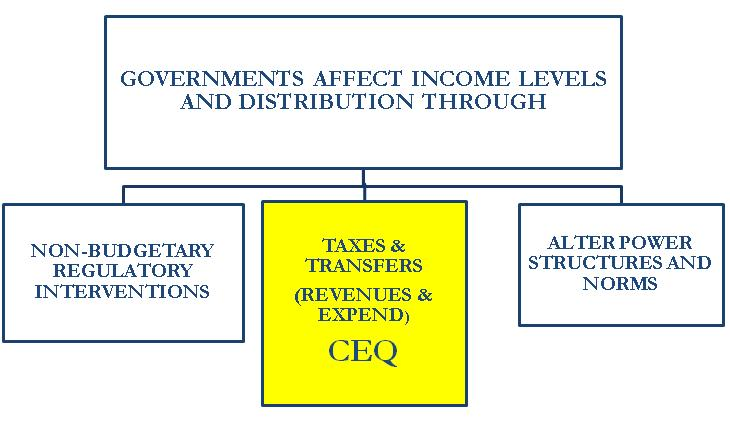 GOVERNMENTS AFFECT INCOME LEVELS
AND DISTRIBUTION THROUGH
NON-BUDGETARY
REGULATORY
INTERVENTIONS
TAXES &
TRANSFERS
(REVENUES &
EXPEND)
CEQ
ALTER POWER
STRUCTURES AND
NORMS